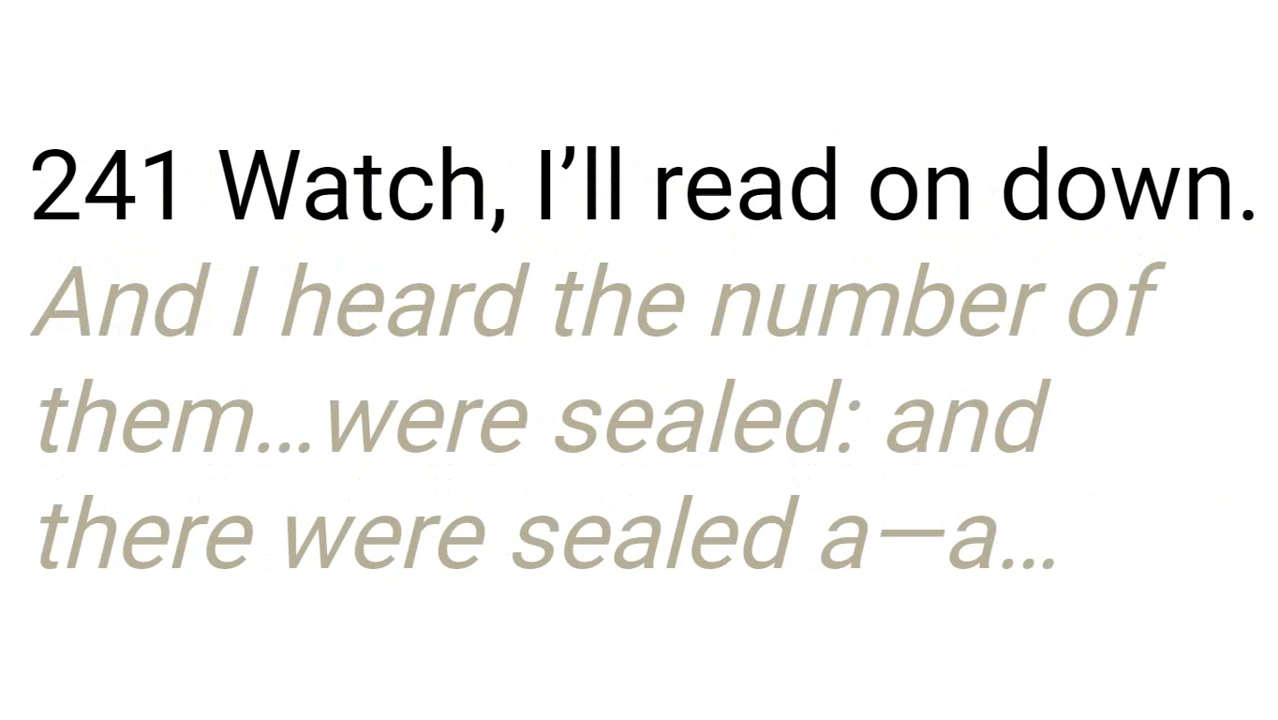 241 Watch, I’ll read on down.
And I heard the number of
them…were sealed: and
there were sealed a—a…